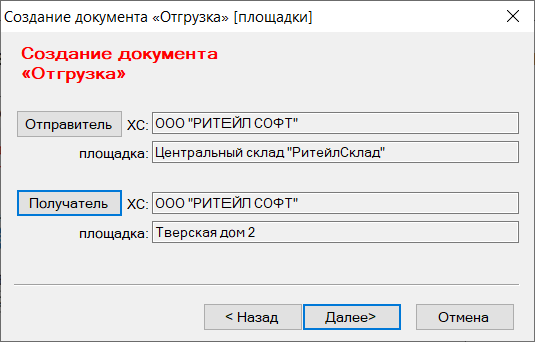 Создание документа «Отгрузка» [площадки]
Создание документа
«Отгрузка»
Отправитель ХС: ООО "РИТЕЙЛ СОФТ"
площадка: Центральный склад "РитейлСклад"
Получатель ХС: ООО "РИТЕЙЛ СОФТ"
площадка: Тверская дом 2
< Назад Далее> Отмена